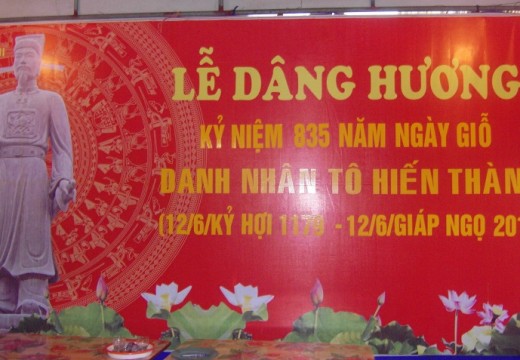 LỄ DÂNG HƯƠNG
KỶ NIỆM 835 NĂM NGÀY GIỖ
DANH NHÂN TÔ HIẾN THÀN
(12/6/KỶ HỢI 1179 - 12/6/GIÁP NGỌ 201